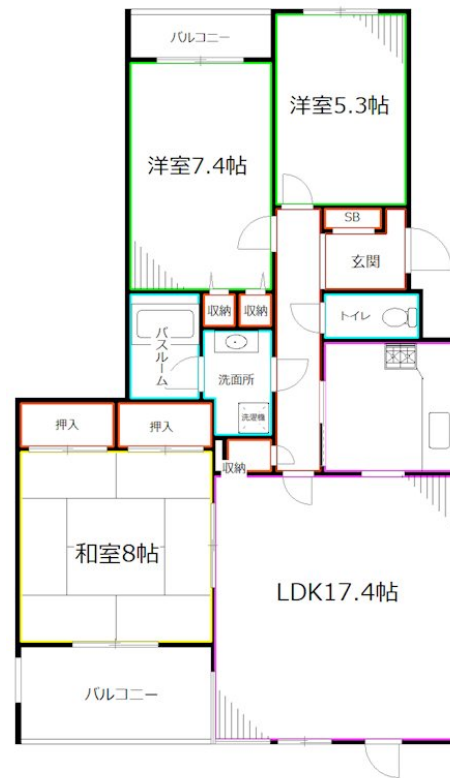 バルコニー
洋室5.3帖
洋室7.4帖
SB
玄関
収納
収納
トイレ
バスルーム
洗面所
洗濯機
押入
押入
収納
和室8帖
LDK17.4帖
バルコニー